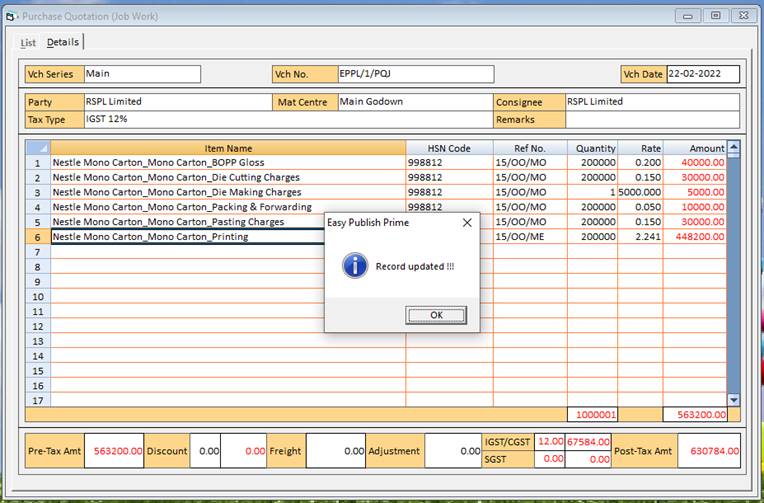 Purchase Quotation (Job Work)
List Details
Vch Series Main Vch No. EPPL/1/PQJ Vch Date 22-02-2022
Party RSPL Limited Mat Centre Main Godown Consignee RSPL Limited
Tax Type IGST 12% Remarks
Item Name HSN Code Ref No. Quantity Rate Amount
1 Nestle Mono Carton_Mono Carton_BOPP Gloss 998812 15/OO/MO 200000 0.200 40000.00
2 Nestle Mono Carton_Mono Carton_Die Cutting Charges 998812 15/OO/MO 200000 0.150 30000.00
3 Nestle Mono Carton_Mono Carton_Die Making Charges 998812 15/OO/MO 1 5000.000 5000.00
4 Nestle Mono Carton_Mono Carton_Packing & Forwarding 998812 15/OO/MO 200000 0.050 10000.00
5 Nestle Mono Carton_Mono Carton_Pasting Charges 15/OO/MO 200000 0.150 30000.00
6 Nestle Mono Carton_Mono Carton_Printing 15/OO/ME 200000 2.241 448200.00
7
8
9
10
11
12
13
14
15
16
17
Easy Publish Prime
Record updated !!!
OK
1000001 563200.00
Pre-Tax Amt 563200.00 Discount 0.00 0.00 Freight 0.00 Adjustment 0.00 IGST/CGST 12.00 67584.00 Post-Tax Amt 630784.00
SGST 0.00 0.00